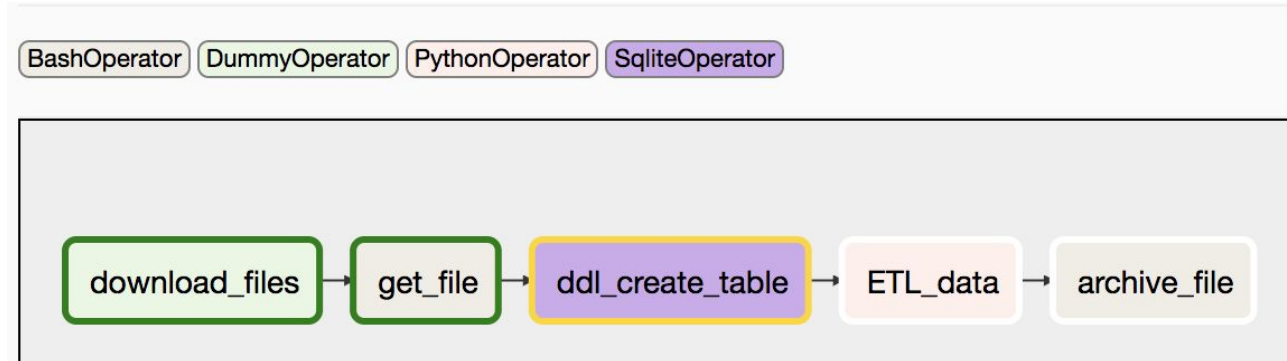 BashOperator DummyOperator PythonOperator SqliteOperator
download_files get_file ddl_create_table ETL_data archive_file